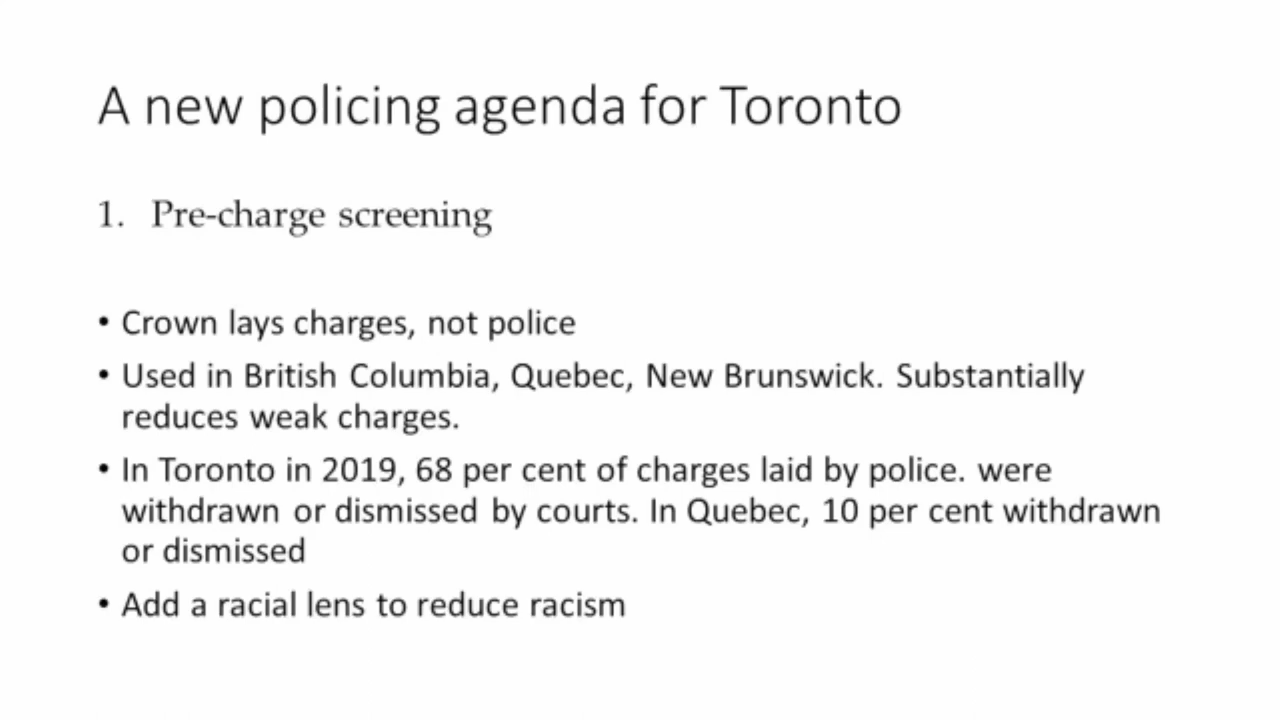 A new policing agenda for Toronto
1. Pre-charge screening
• Crown lays charges, not police
• Used in British Columbia, Quebec, New Brunswick. Substantially
reduces weak charges.
• In Toronto in 2019, 68 per cent of charges laid by police. were
withdrawn or dismissed by courts. In Quebec, 10 per cent withdrawn
or dismissed
• Add a racial lens to reduce racism